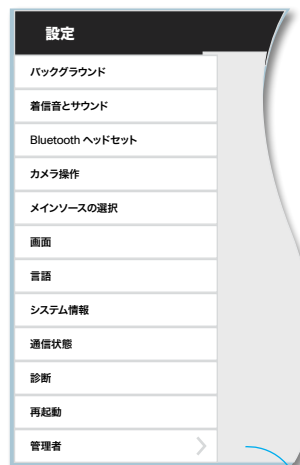 設定
バックグラウンド
着信音とサウンド
Bluetooth ヘッドセット
カメラ操作
メインソースの選択
画面
言語
システム情報
通信状態
診断
再起動
管理者